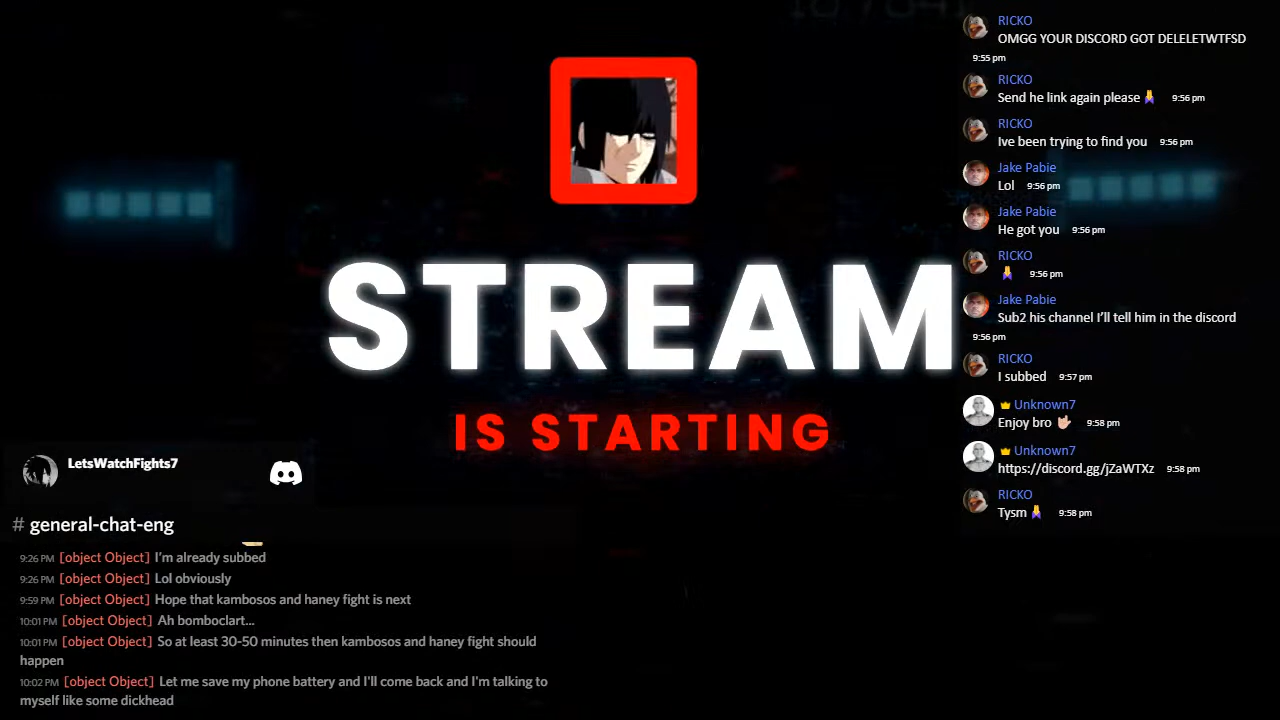 STREAM
IS STARTING
LetsWatchFights7
# general-chat-eng
9:26 PM [object Object] I'm already subbed
9:26 PM [object Object] Lol obviously
9:59 PM [object Object] Hope that kambosos and haney fight is next
10:01 PM [object Object] Ah bomboclart...
10:01 PM [object Object] So at least 30-50 minutes then kambosos and haney fight should
happen
10:02 PM [object Object] Let me save my phone battery and I'll come back and I'm talking to
myself like some dickhead
RICKO
OMGG YOUR DISCORD GOT DELELETWTFSD
9:55 pm
RICKO
Send he link again please 9:56 pm
RICKO
Ive been trying to find you 9:56 pm
Jake Pabie
Lol 9:56 pm
Jake Pabie
He got you 9:56 pm
RICKO
9:56 pm
Jake Pabie
Sub2 his channel I'll tell him in the discord
9:56 pm
RICKO
I subbed 9:57 pm
Unknown7
Enjoy bro 9:58 pm
Unknown7
https://discord.gg/jZaWTXz 9:58 pm
RICKO
Tysm 9:58 pm